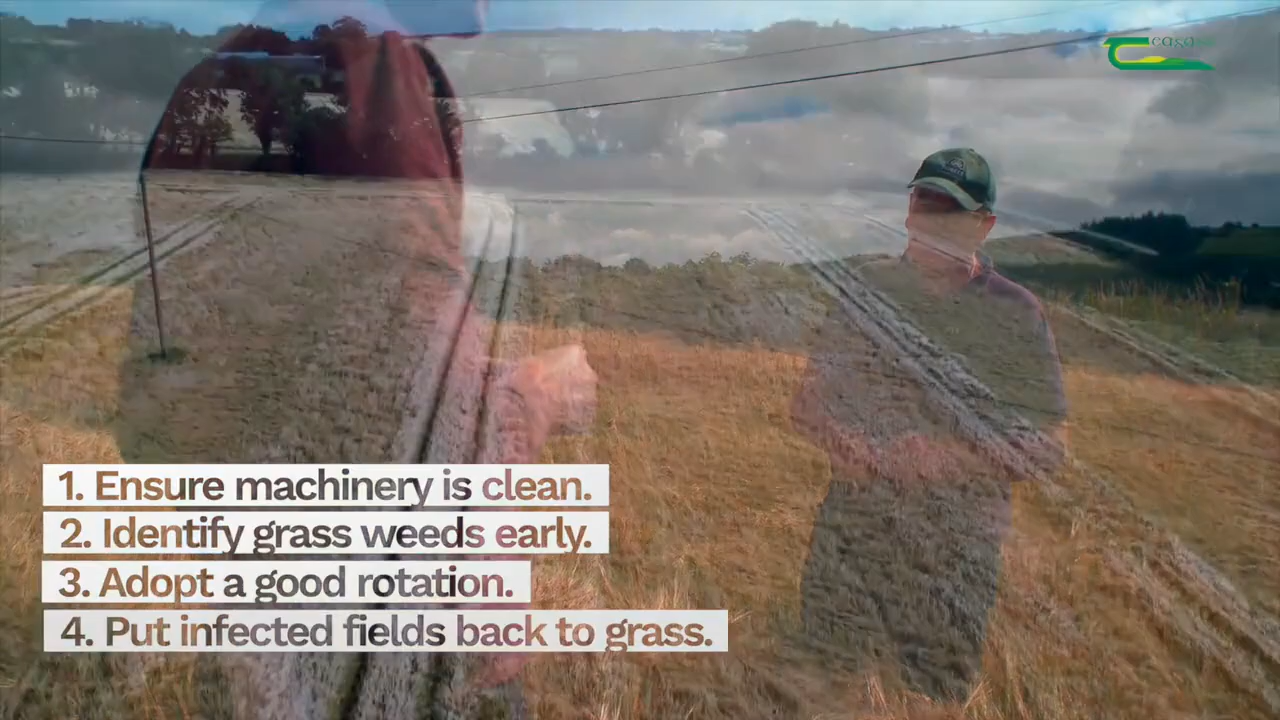 Teagasc
1. Ensure machinery is clean.
2. Identify grass weeds early.
3. Adopt a good rotation.
4. Put infected fields back to grass.